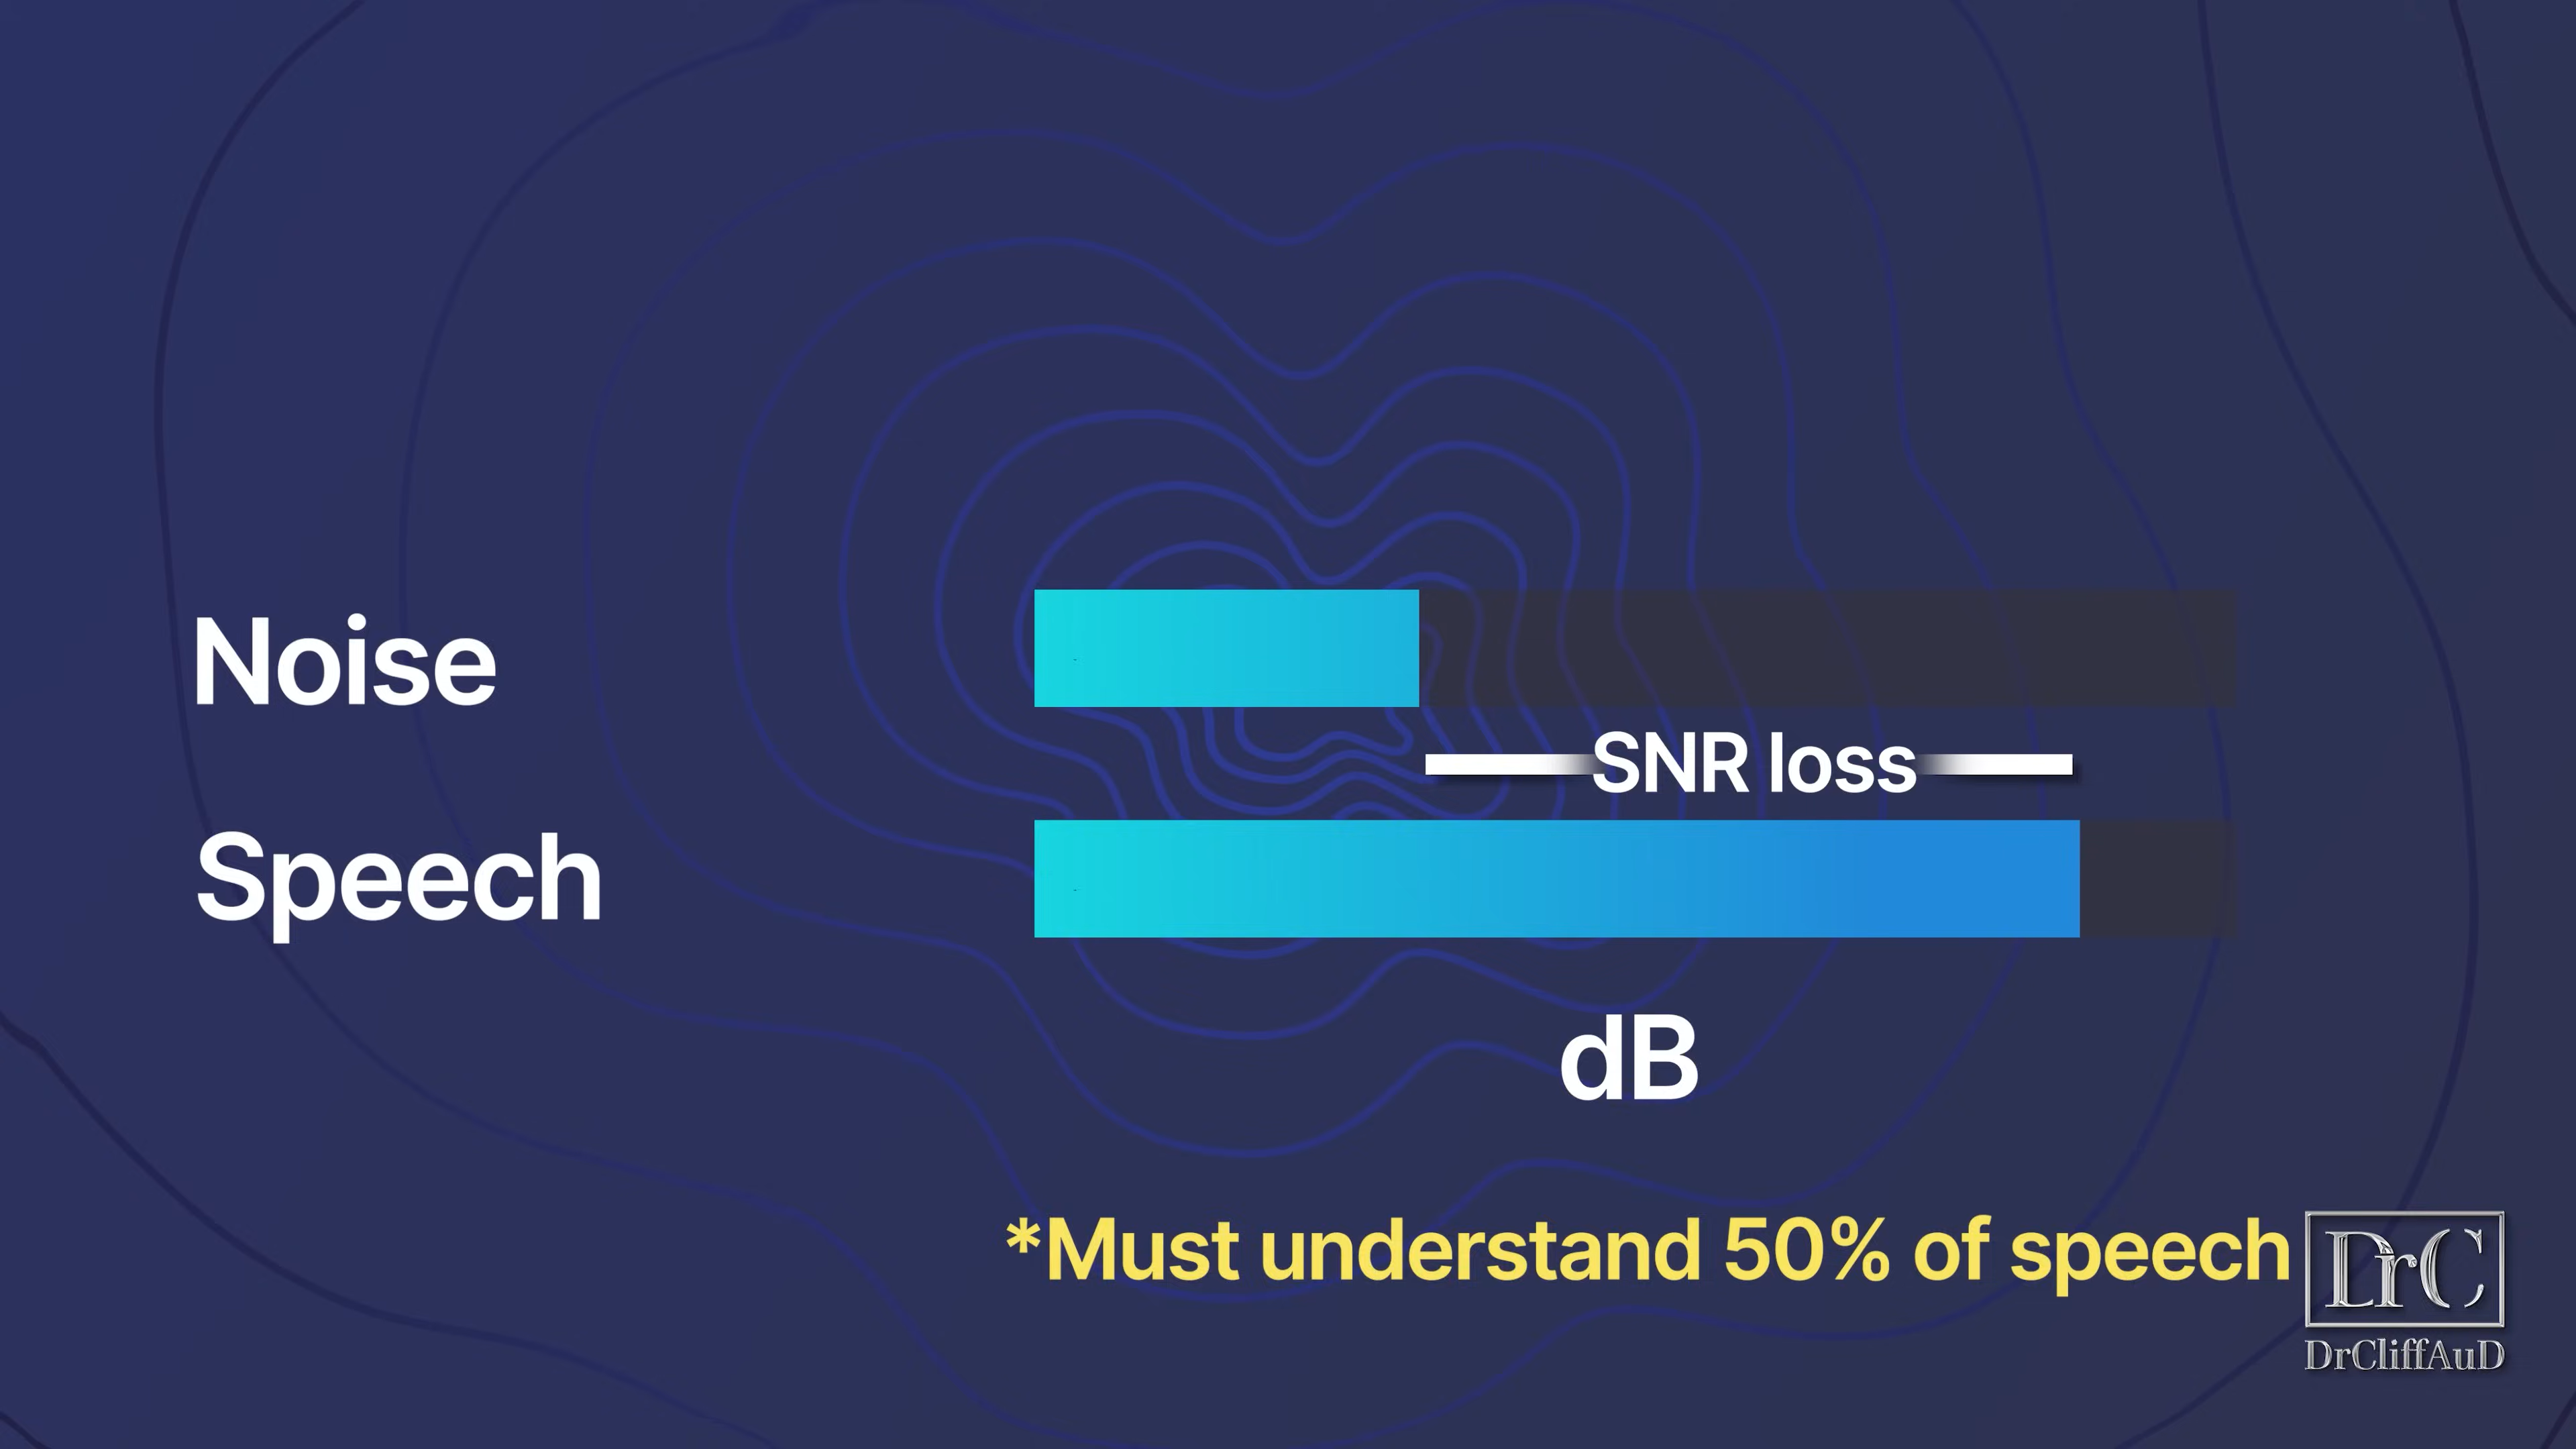 Noise
SNR loss
Speech
dB
*Must understand 50% of speech
DrC
DrCliffAuD